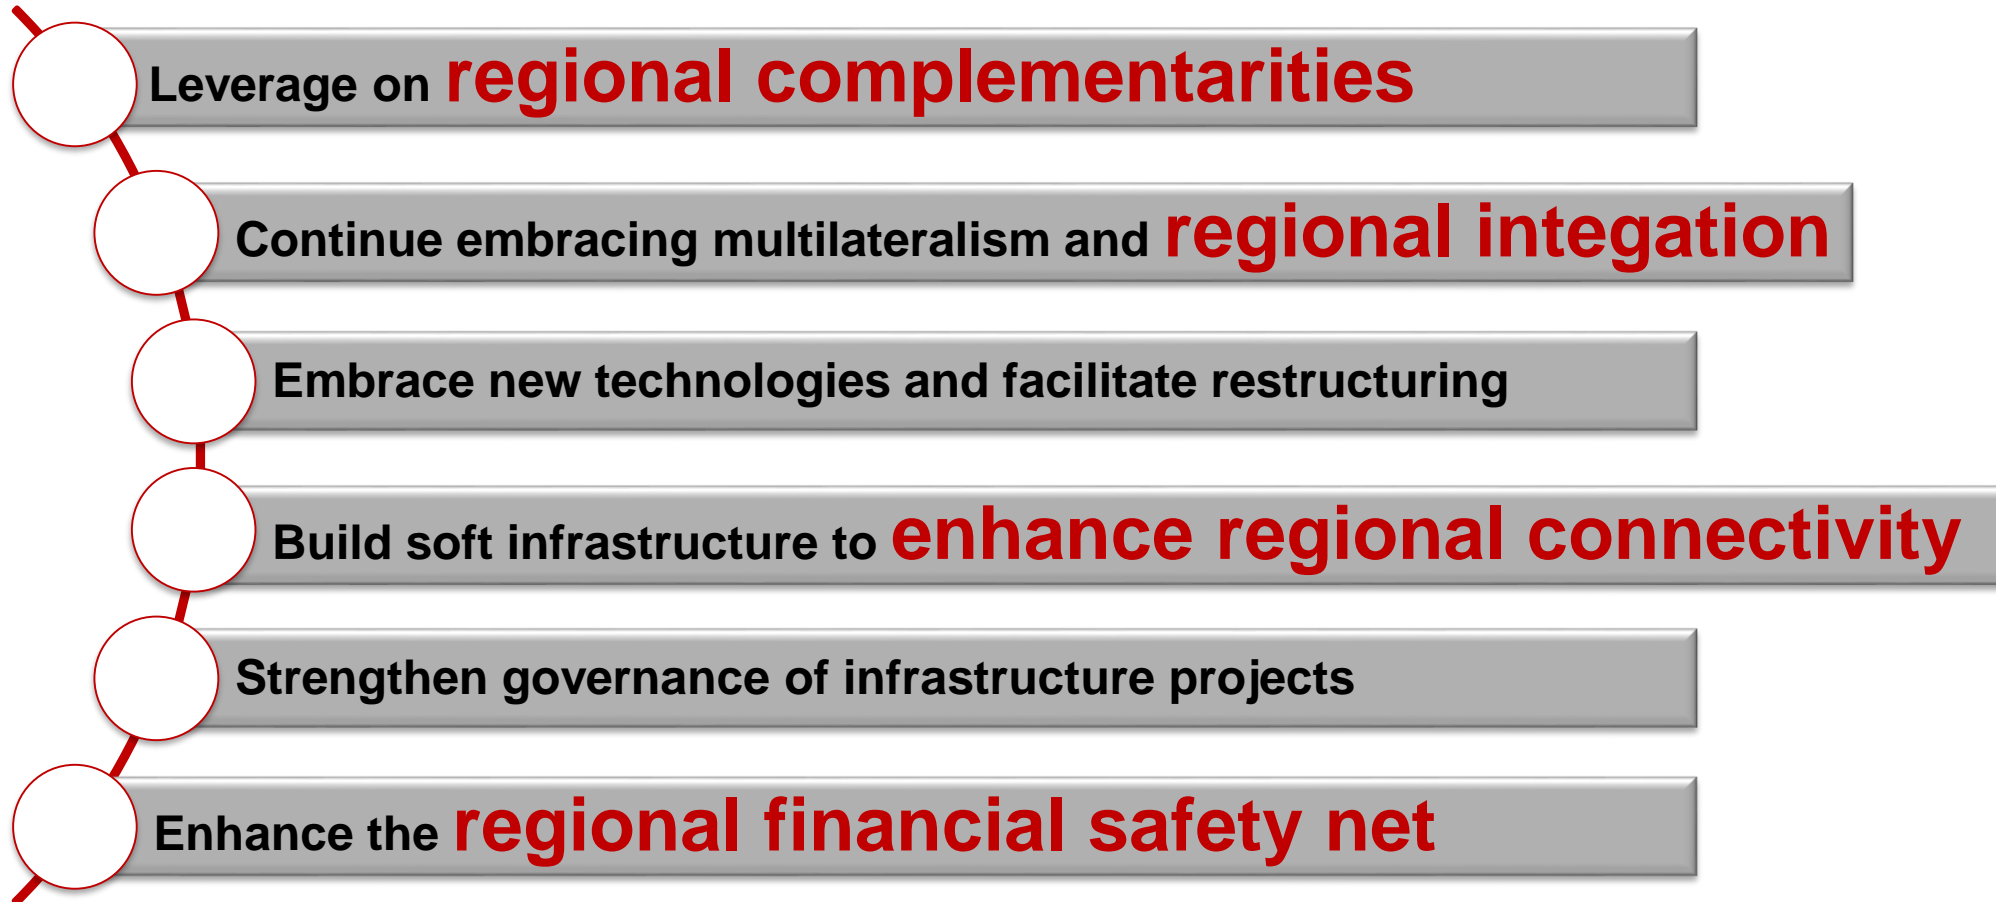 Leverage on regional complementarities
Continue embracing multilateralism and regional integation
Embrace new technologies and facilitate restructuring
Build soft infrastructure to enhance regional connectivity
Strengthen governance of infrastructure projects
Enhance the regional financial safety net